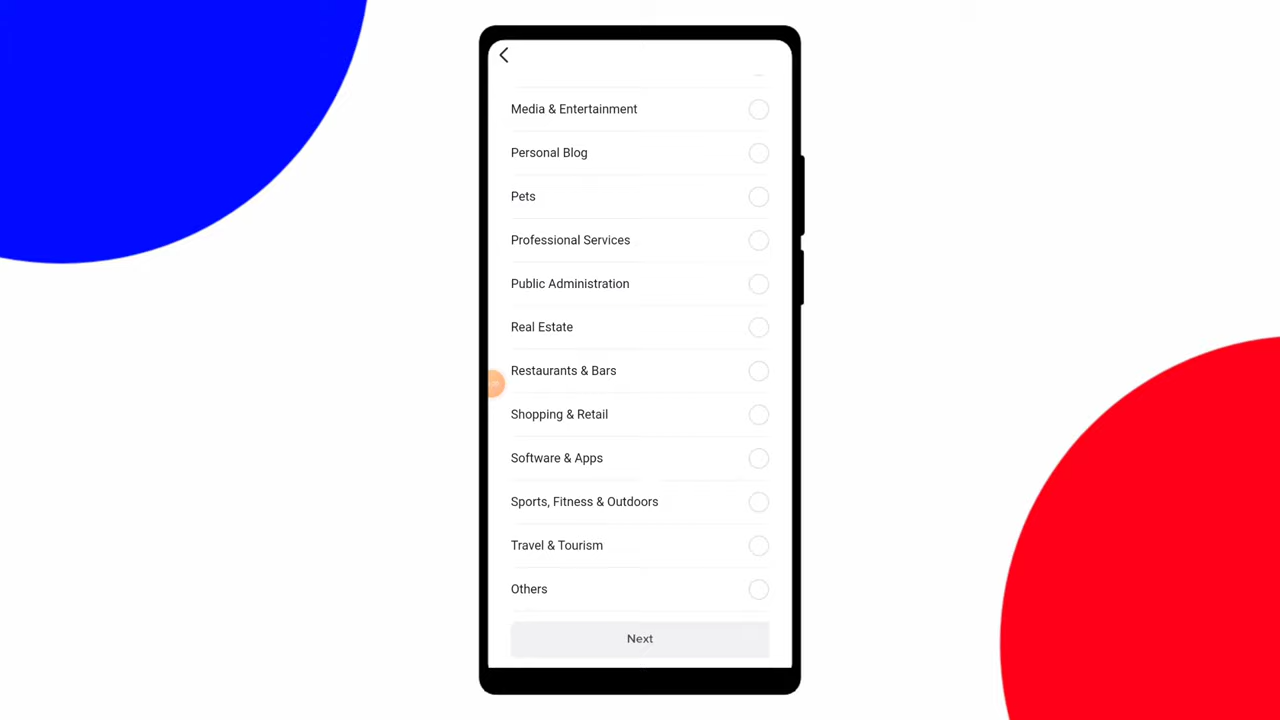 Media & Entertainment
Personal Blog
Pets
Professional Services
Public Administration
Real Estate
Restaurants & Bars
Shopping & Retail
Software & Apps
Sports, Fitness & Outdoors
Travel & Tourism
Others
Next